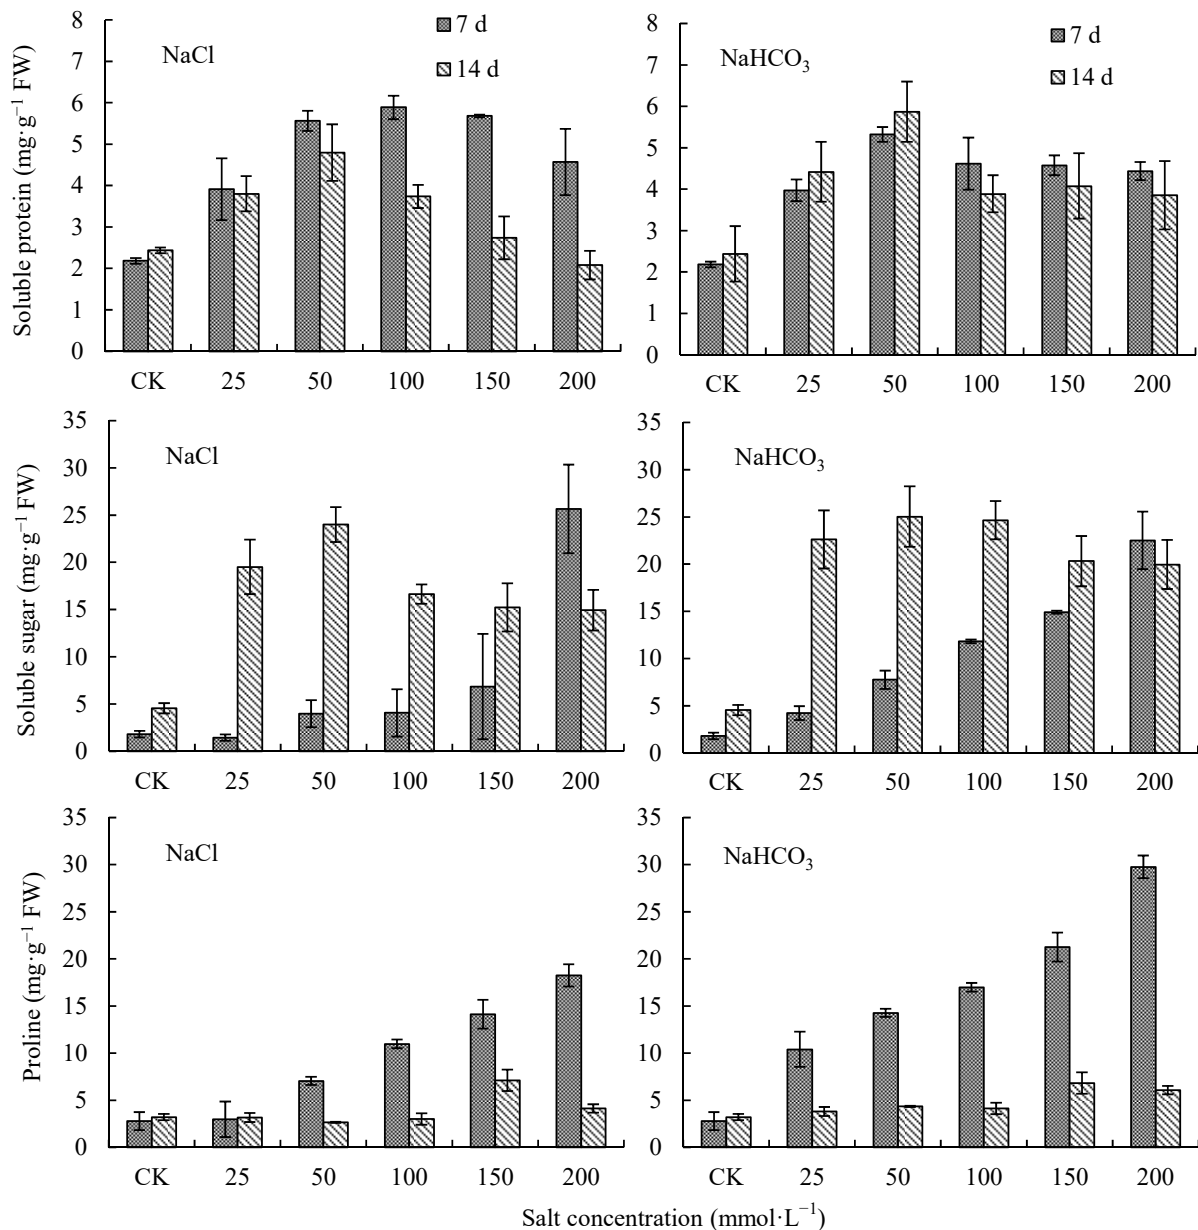 Soluble protein (mg·g⁻¹ FW)
8
7
6
5
4
3
2
1
0
NaCl
7 d
14 d
CK 25 50 100 150 200
8
7
6
5
4
3
2
1
0
NaHCO₃
7 d
14 d
CK 25 50 100 150 200
Soluble sugar (mg·g⁻¹ FW)
35
30
25
20
15
10
5
0
NaCl
CK 25 50 100 150 200
35
30
25
20
15
10
5
0
NaHCO₃
CK 25 50 100 150 200
Proline (mg·g⁻¹ FW)
35
30
25
20
15
10
5
0
NaCl
CK 25 50 100 150 200
35
30
25
20
15
10
5
0
NaHCO₃
CK 25 50 100 150 200
Salt concentration (mmol·L⁻¹)